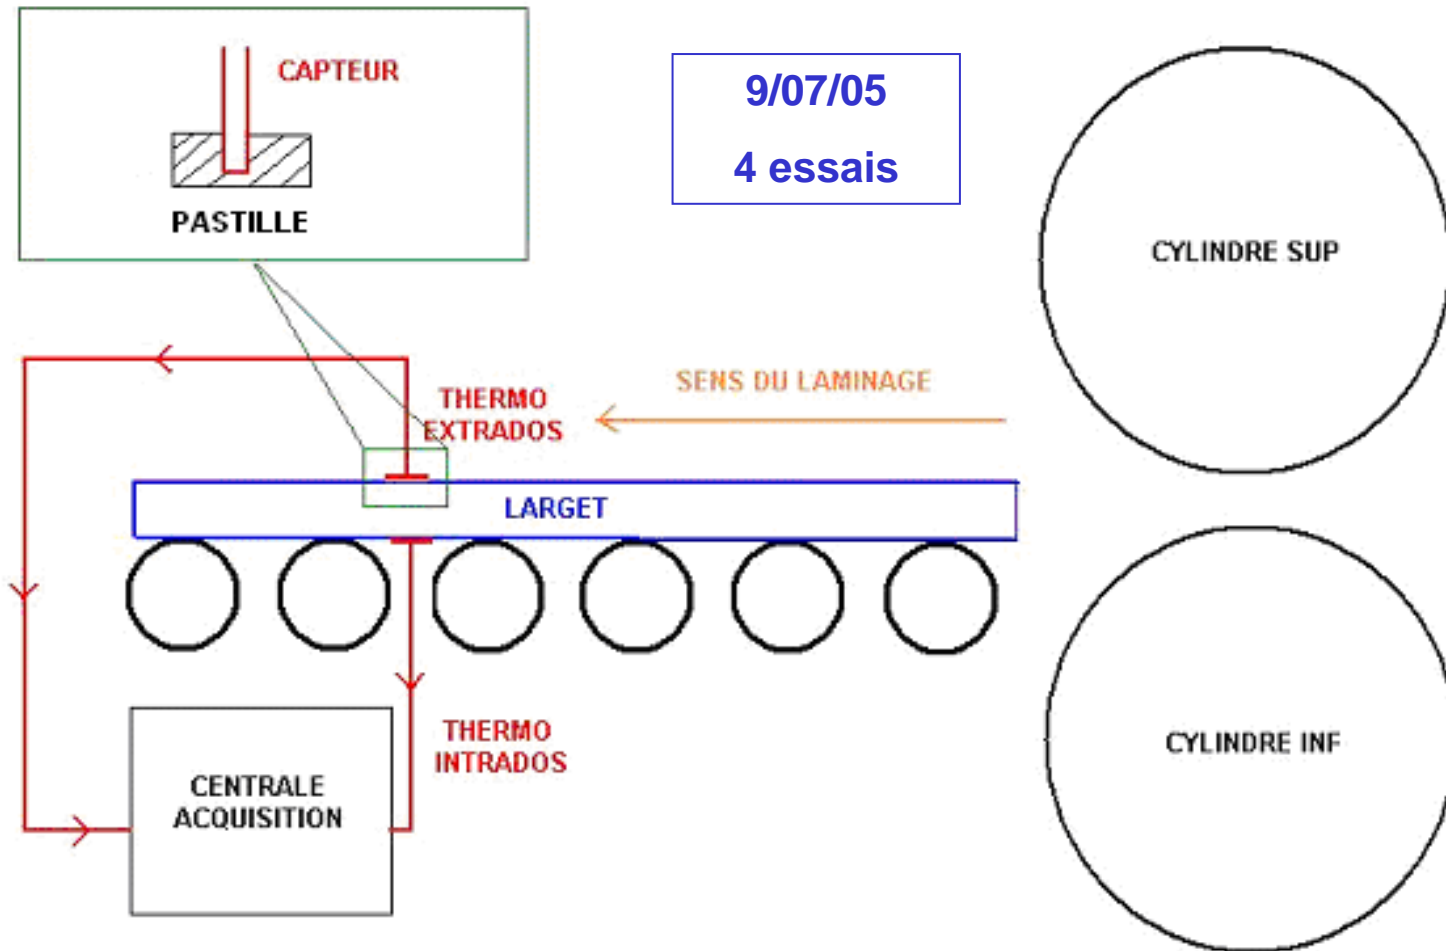 CAPTEUR
PASTILLE
9/07/05
4 essais
CYLINDRE SUP
SENS DU LAMINAGE
THERMO
EXTRADOS
LARGET
THERMO
INTRADOS
CENTRALE
ACQUISITION
CYLINDRE INF